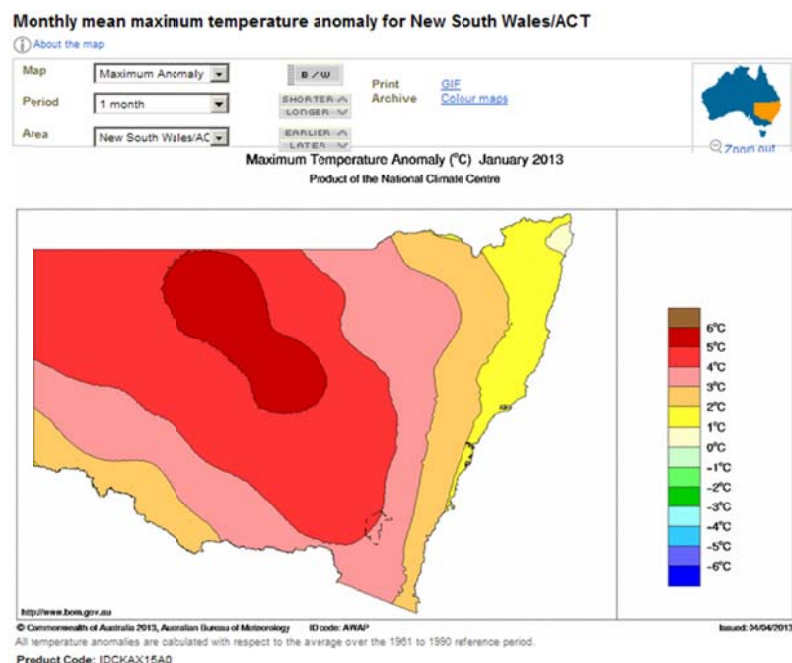 Monthly mean maximum temperature anomaly for New South Wales/ACT
About the map
Map Maximum Anomaly B / W Print GIF
Period 1 month SHORTER LONGER Archive Colour maps
Area New South Wales/AC EARLIER LATER Zoom out
Maximum Temperature Anomaly (°C) January 2013
Product of the National Climate Centre
6°C
5°C
4°C
3°C
2°C
1°C
0°C
-1°C
-2°C
-3°C
-4°C
-5°C
-6°C
http://www.bom.gov.au
© Commonwealth of Australia 2013, Australian Bureau of Meteorology ID code: AWAP Issued: 04/04/2013
All temperature anomalies are calculated with respect to the average over the 1961 to 1990 reference period.
Product Code: IDCKAX15A0